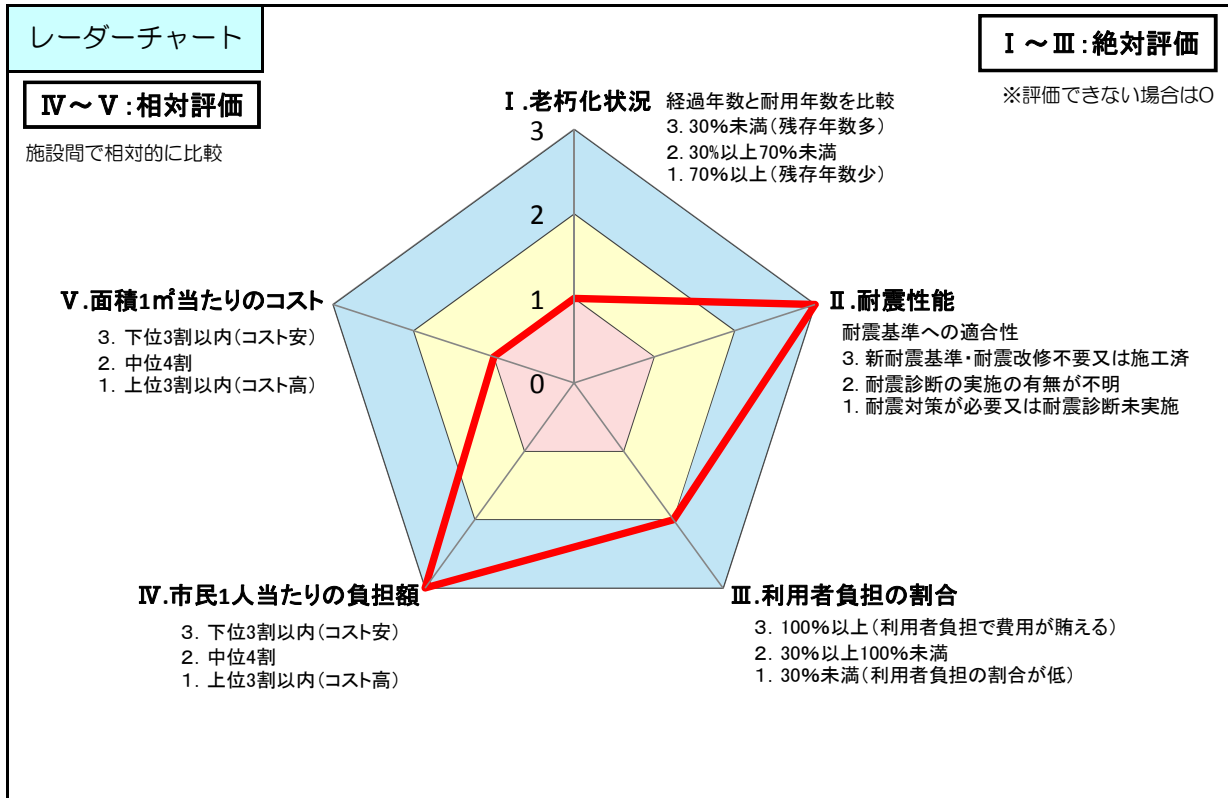 レーダーチャート
Ⅰ～Ⅲ:絶対評価
※評価できない場合は0
Ⅳ～Ⅴ:相対評価
施設間で相対的に比較
Ⅰ.老朽化状況
経過年数と耐用年数を比較
3. 30%未満(残存年数多)
2. 30%以上70%未満
1. 70%以上(残存年数少)
3
2
1
0
Ⅱ.耐震性能
耐震基準への適合性
3. 新耐震基準・耐震改修不要又は施工済
2. 耐震診断の実施の有無が不明
1. 耐震対策が必要又は耐震診断未実施
Ⅴ.面積1㎡当たりのコスト
3. 下位3割以内(コスト安)
2. 中位4割
1. 上位3割以内(コスト高)
Ⅳ.市民1人当たりの負担額
3. 下位3割以内(コスト安)
2. 中位4割
1. 上位3割以内(コスト高)
Ⅲ.利用者負担の割合
3. 100%以上(利用者負担で費用が賄える)
2. 30%以上100%未満
1. 30%未満(利用者負担の割合が低)